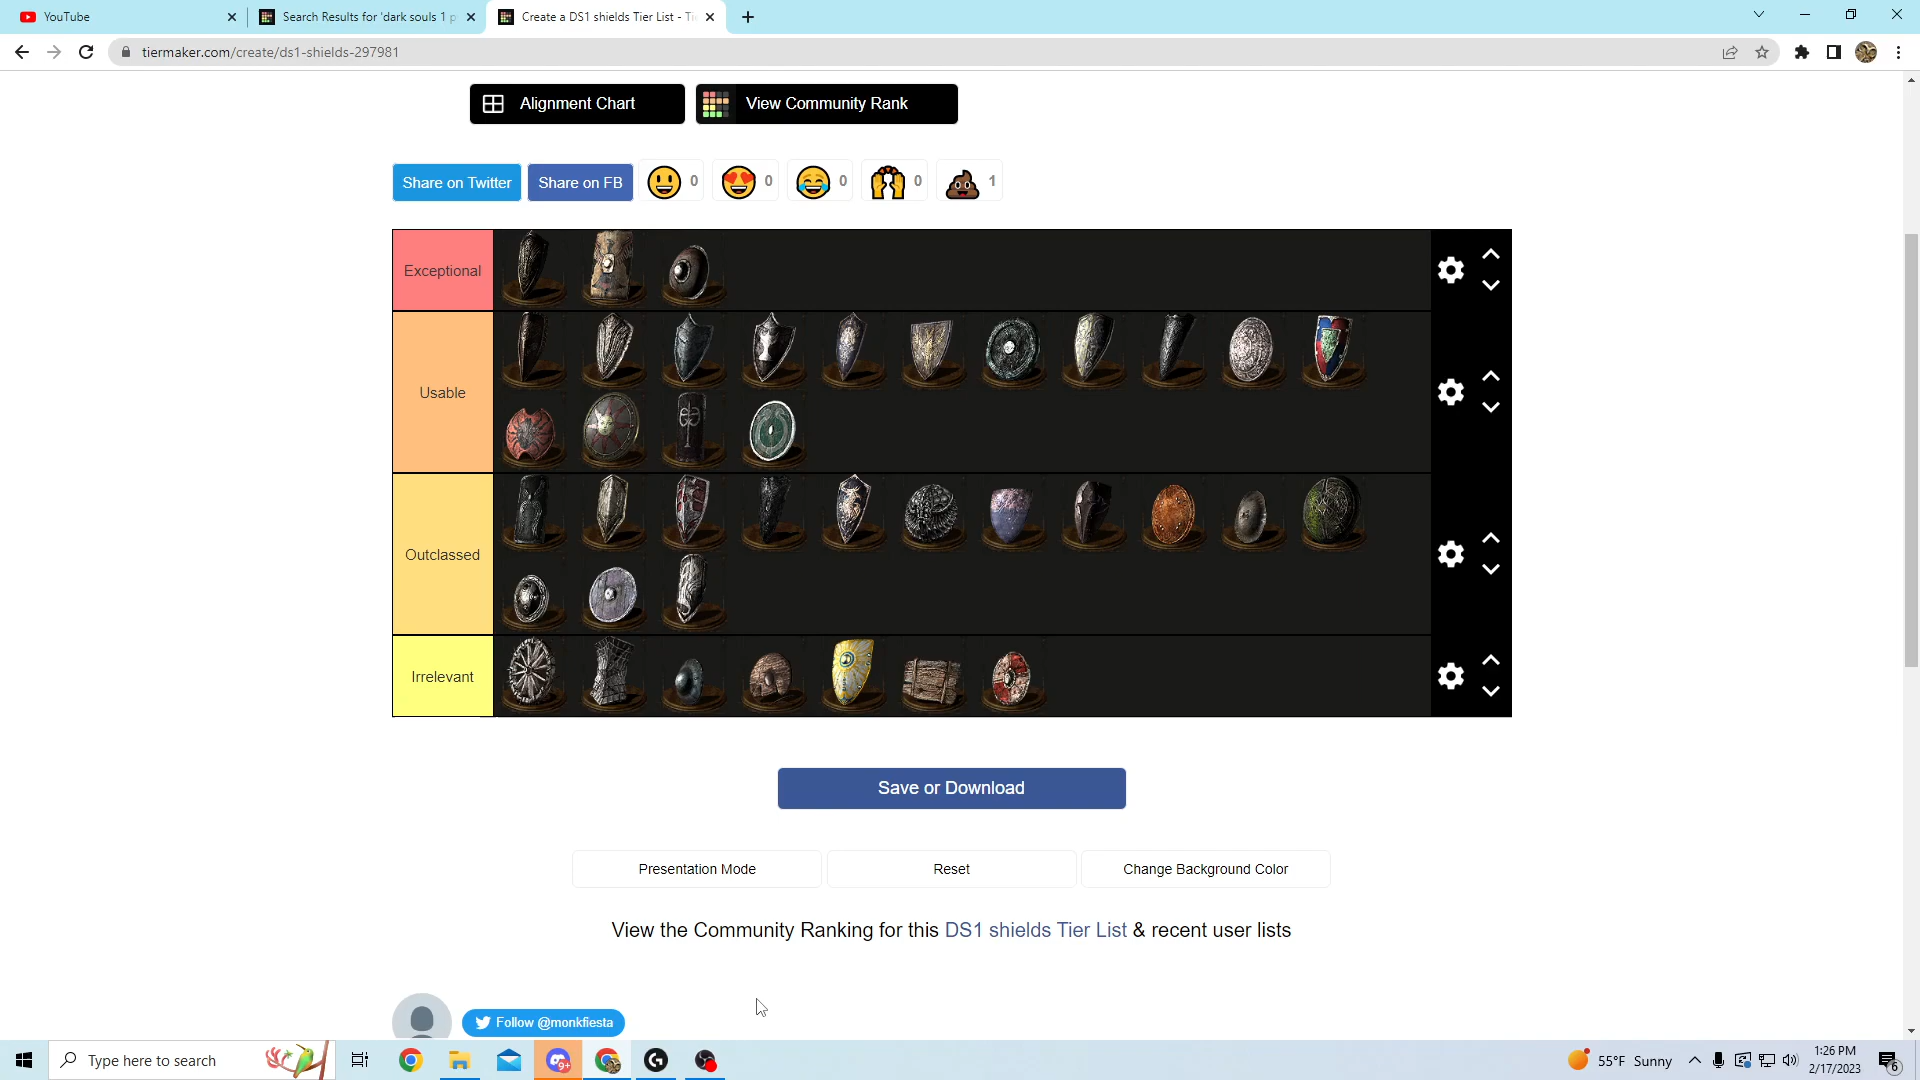 YouTube
Search Results for 'dark souls 1 p
Create a DS1 shields Tier List - Ti
tiermaker.com/create/ds1-shields-297981
Alignment Chart
View Community Rank
Share on Twitter
Share on FB
0
0
0
0
1
Exceptional
Usable
Outclassed
Irrelevant
Save or Download
Presentation Mode
Reset
Change Background Color
View the Community Ranking for this DS1 shields Tier List & recent user lists
Follow @monkfiesta
Type here to search
9+
55°F Sunny
1:26 PM
2/17/2023
6